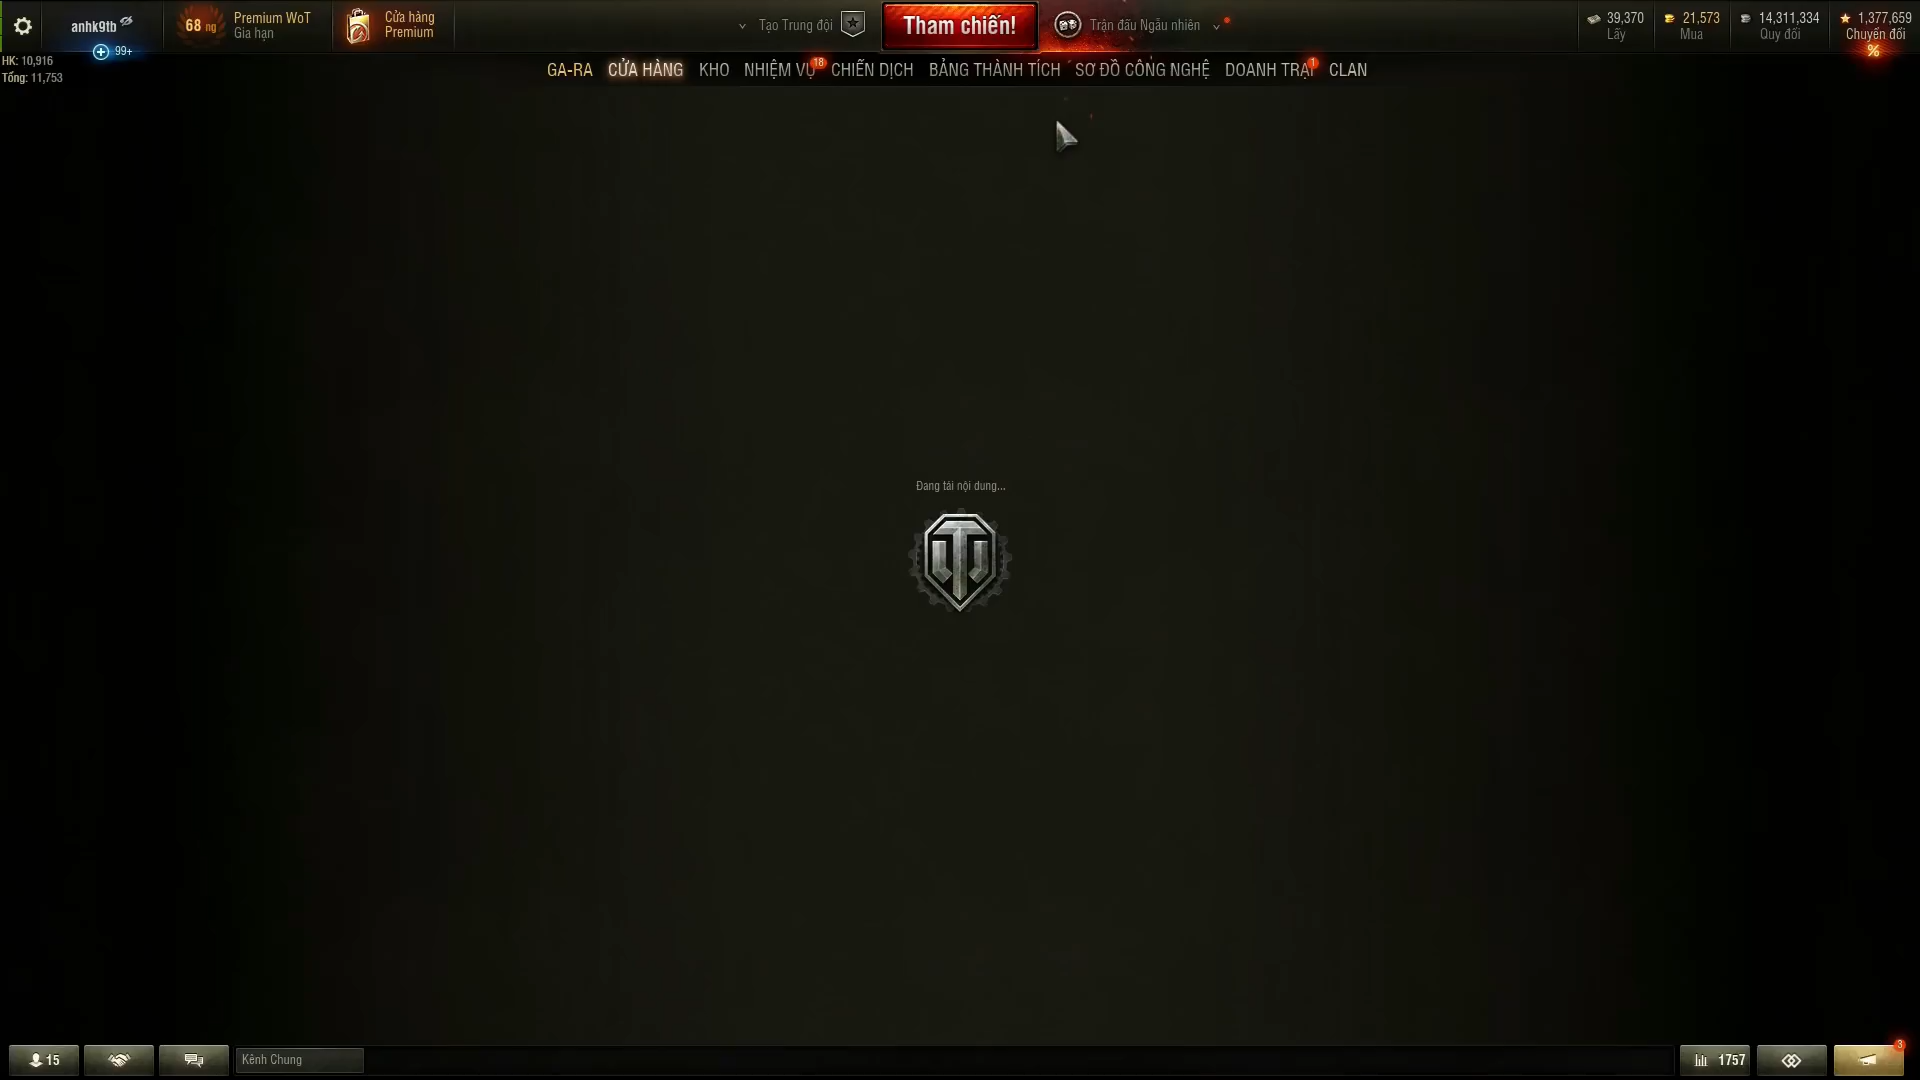 anhk9tb
99+
68 ng
Premium WoT
Gia hạn
Cửa hàng
Premium
Tạo Trung đội
Tham chiến!
Trận đấu Ngẫu nhiên
39,370
Lấy
21,573
Mua
14,311,334
Quy đổi
1,377,659
Chuyển đổi
%
HK: 10,916
Tổng: 11,753
GA-RA
CỬA HÀNG
KHO
NHIỆM VỤ
18
CHIẾN DỊCH
BẢNG THÀNH TÍCH
SƠ ĐỒ CÔNG NGHỆ
DOANH TRẠI
1
CLAN
Đang tải nội dung...
15
Kênh Chung
1757
3